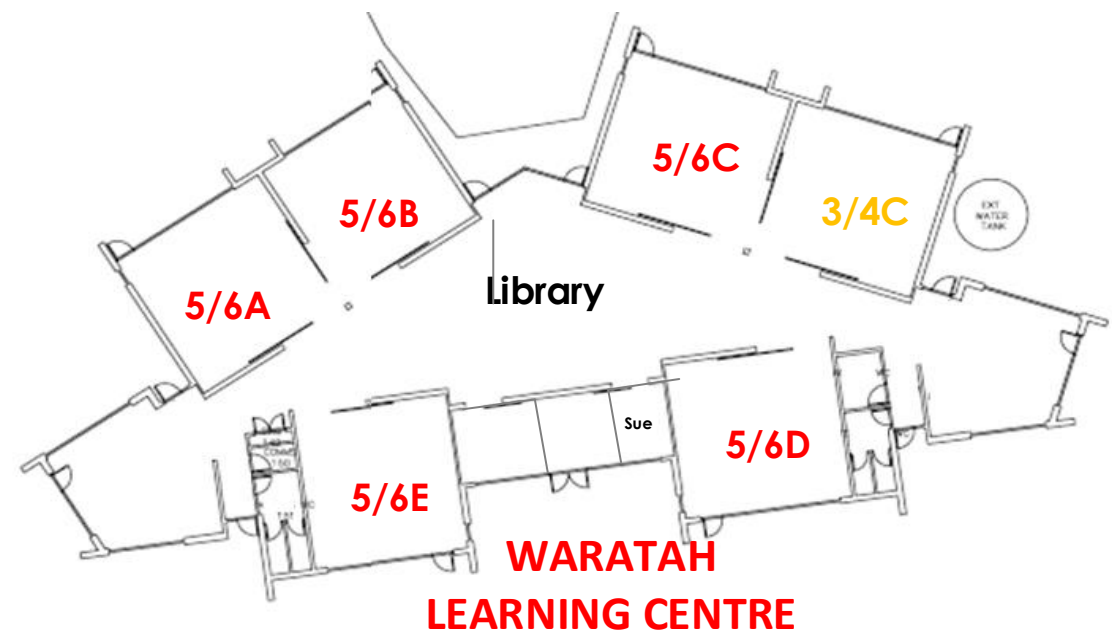 5/6C
5/6B
3/4C
EXT
WATER
TANK
5/6A
Library
Sue
5/6D
COMMS
5/6E
WARATAH
LEARNING CENTRE